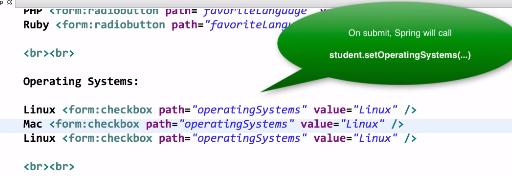 PHP <form:radiobutton path="favoriteLanguage"
Ruby <form:radiobutton path="favoriteLangu
<br><br>
Operating Systems:
Linux <form:checkbox path="operatingSystems" value="Linux" />
Mac <form:checkbox path="operatingSystems" value="Linux" />
Linux <form:checkbox path="operatingSystems" value="Linux" />
<br><br>
On submit, Spring will call
student.setOperatingSystems(...)